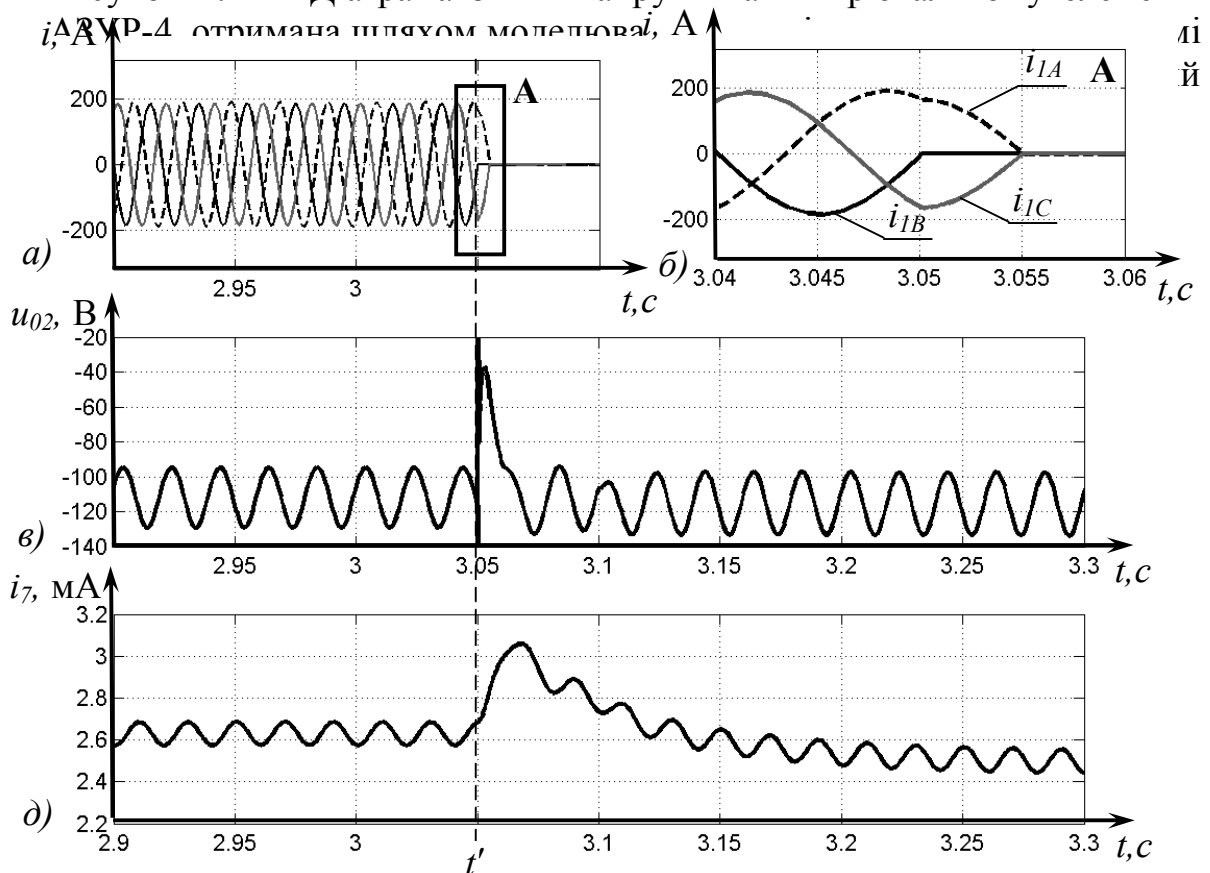 АЗУР-4, отримана шляхом
мі
й
i, А
200
0
-200
А
2.95
3
t,с
а)
i, А
200
0
-200
i1A
А
i1B
i1C
3.04
3.045
3.05
3.055
3.06
t,с
б)
u02, В
-20
-40
-60
-80
-100
-120
-140
2.95
3
3.05
3.1
3.15
3.2
3.25
3.3
t,с
в)
i7, мА
3.2
3
2.8
2.6
2.4
2.2
2.9
2.95
3
3.1
3.15
3.2
3.25
3.3
t,с
t'
д)